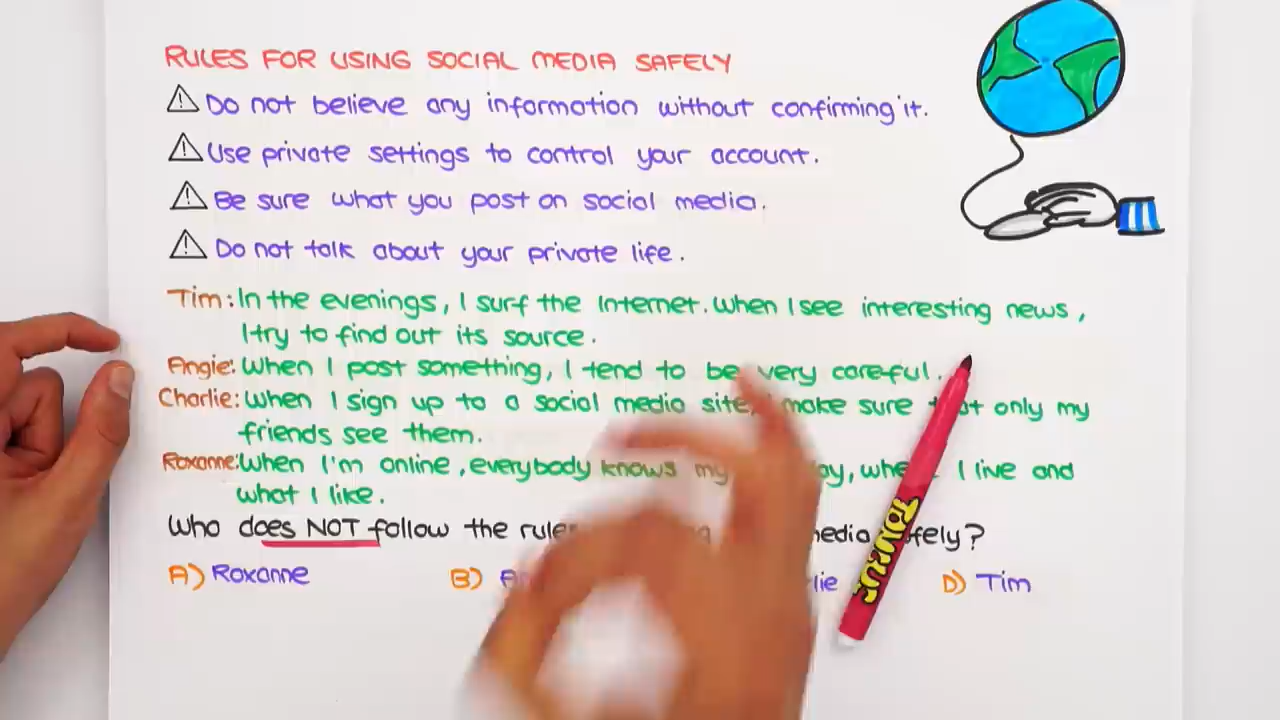 RULES FOR USING SOCIAL MEDIA SAFELY
Do not believe any information without confirming it.
Use private settings to control your account.
Be sure what you post on social media.
Do not talk about your private life.
Tim: In the evenings, I surf the Internet. When I see interesting news,
I try to find out its source.
Angie: When I post something, I tend to be very careful.
Charlie: When I sign up to a social media site, I make sure that only my
friends see them.
Roxanne: When I'm online, everybody knows my I live and
what I like.
Who does NOT follow the media safely?
A) Roxanne B) D) Tim